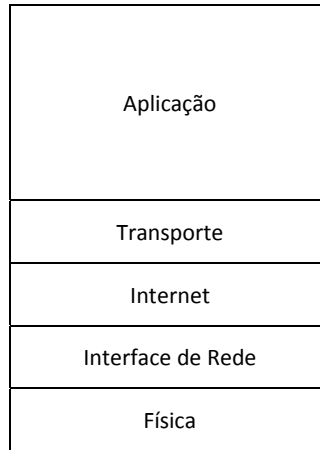 Aplicação
Transporte
Internet
Interface de Rede
Física